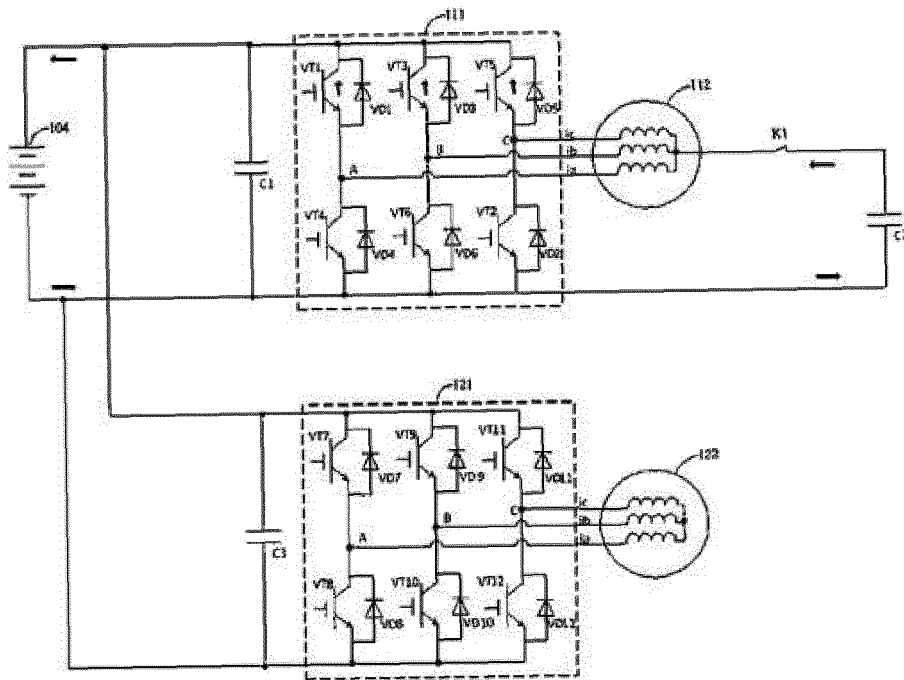 111
VT1
VT3
VT5
112
104
VD1
VD3
VD5
K1
C
ic
B
ib
C1
A
ia
VT4
VT6
VT2
VD4
VD6
VD2
121
VT7
VT9
VT11
122
VD7
VD9
VD11
C
ic
B
ib
C3
A
ia
VT8
VT10
VT12
VD8
VD10